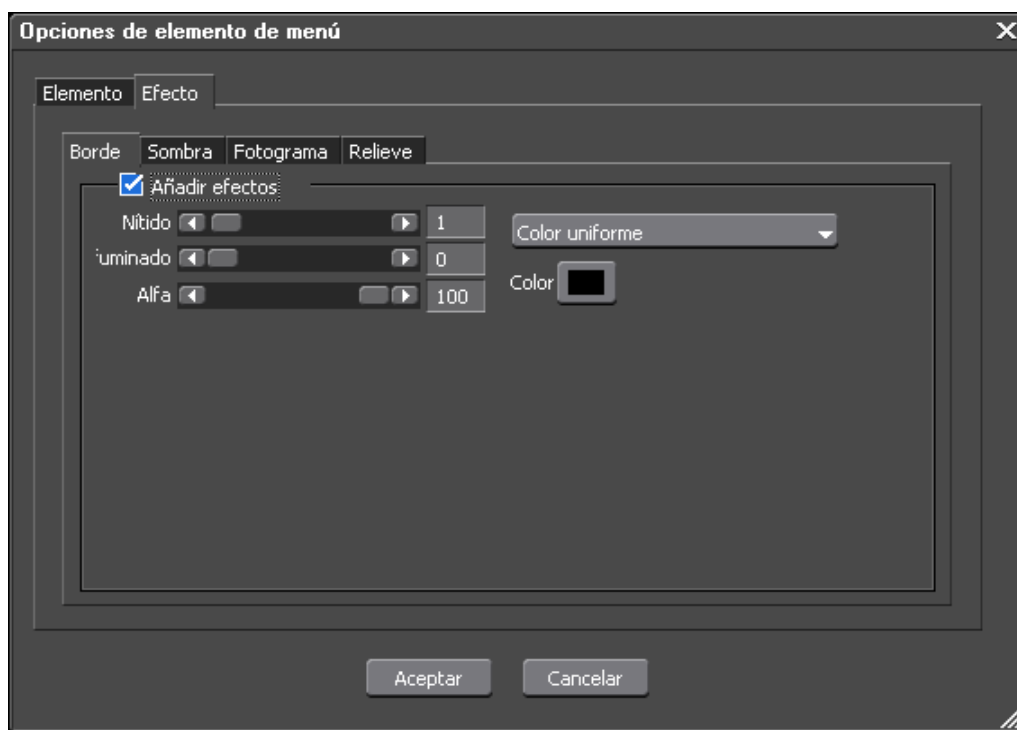 Opciones de elemento de menú
Elemento Efecto
Borde Sombra Fotograma Relieve
Añadir efectos
Nítido 1 Color uniforme
uminado 0
Color
Alfa 100
Aceptar Cancelar